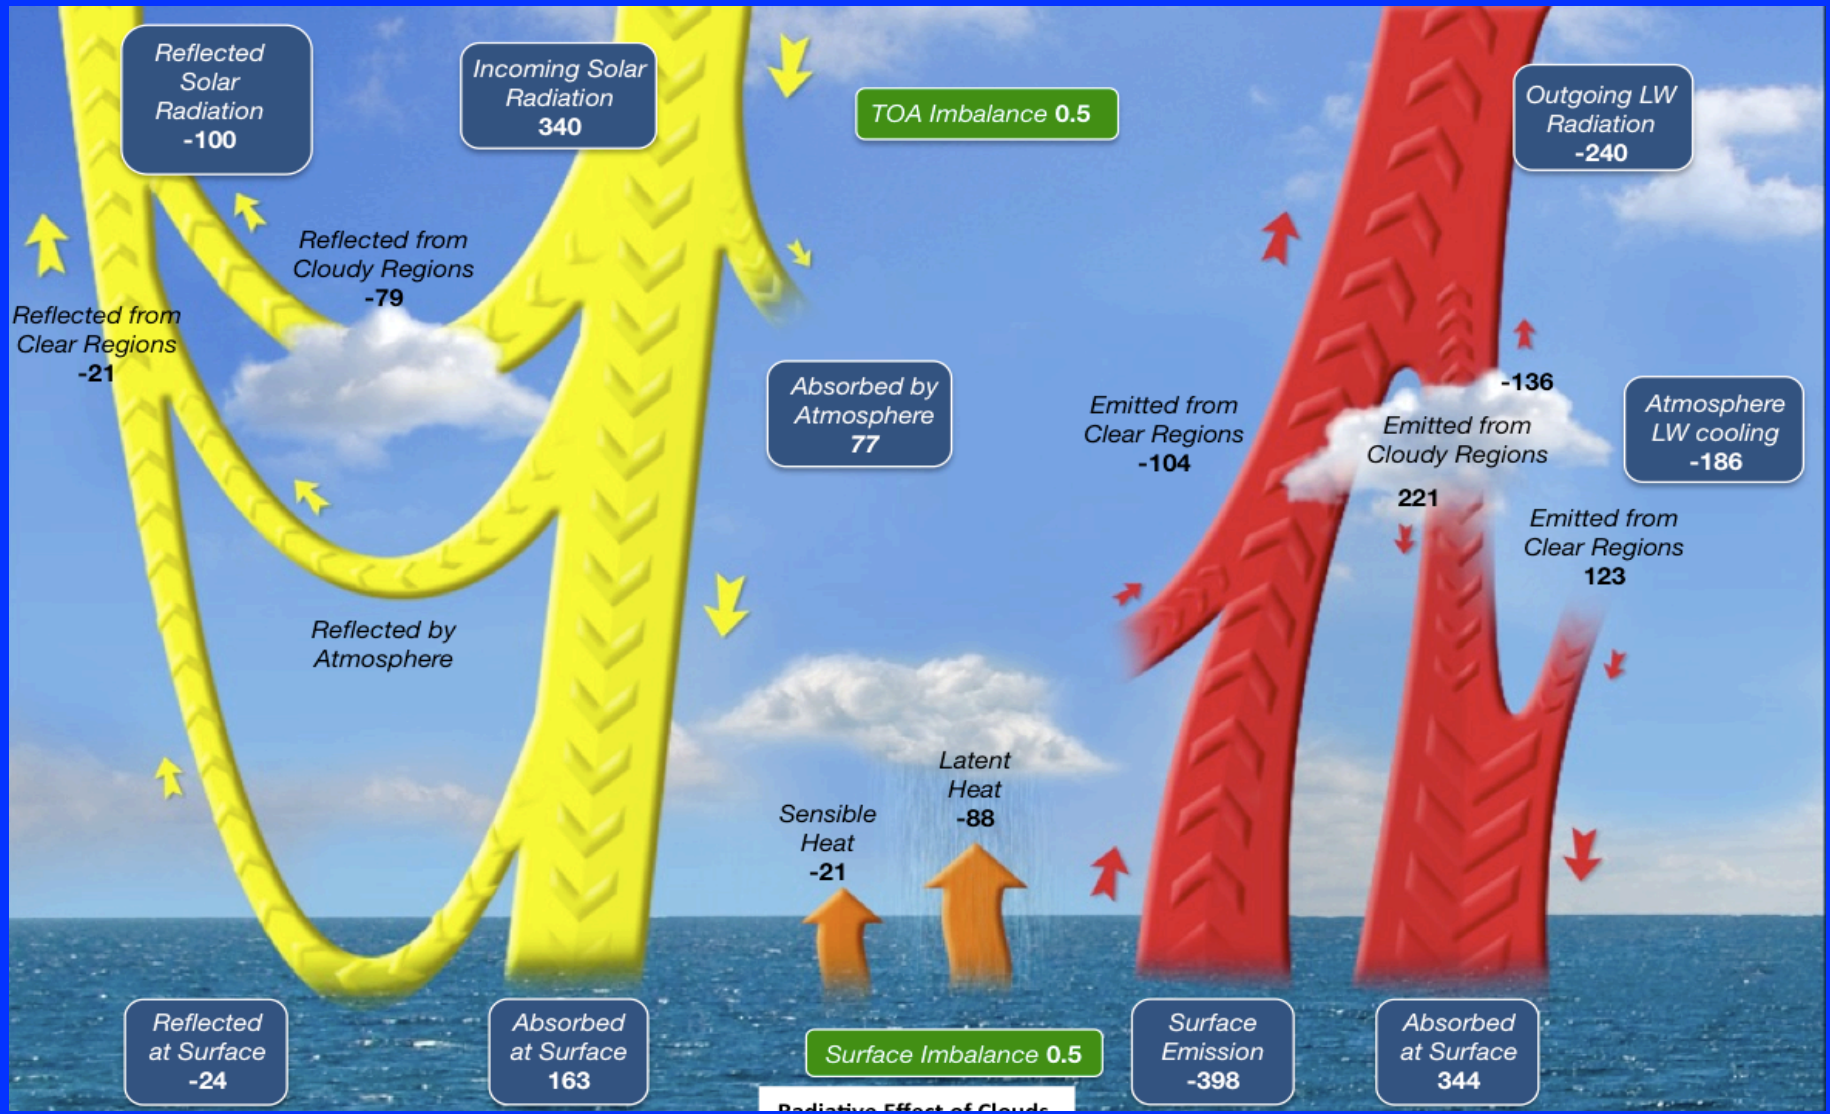 Reflected
Solar
Radiation
-100
Incoming Solar
Radiation
340
TOA Imbalance 0.5
Outgoing LW
Radiation
-240
Reflected from
Cloudy Regions
-79
Reflected from
Clear Regions
-21
Absorbed by
Atmosphere
77
Emitted from
Clear Regions
-104
-136
Emitted from
Cloudy Regions
221
Atmosphere
LW cooling
-186
Emitted from
Clear Regions
123
Reflected by
Atmosphere
Sensible
Heat
-21
Latent
Heat
-88
Reflected
at Surface
-24
Absorbed
at Surface
163
Surface Imbalance 0.5
Surface
Emission
-398
Absorbed
at Surface
344
Radiative Effect of Clouds